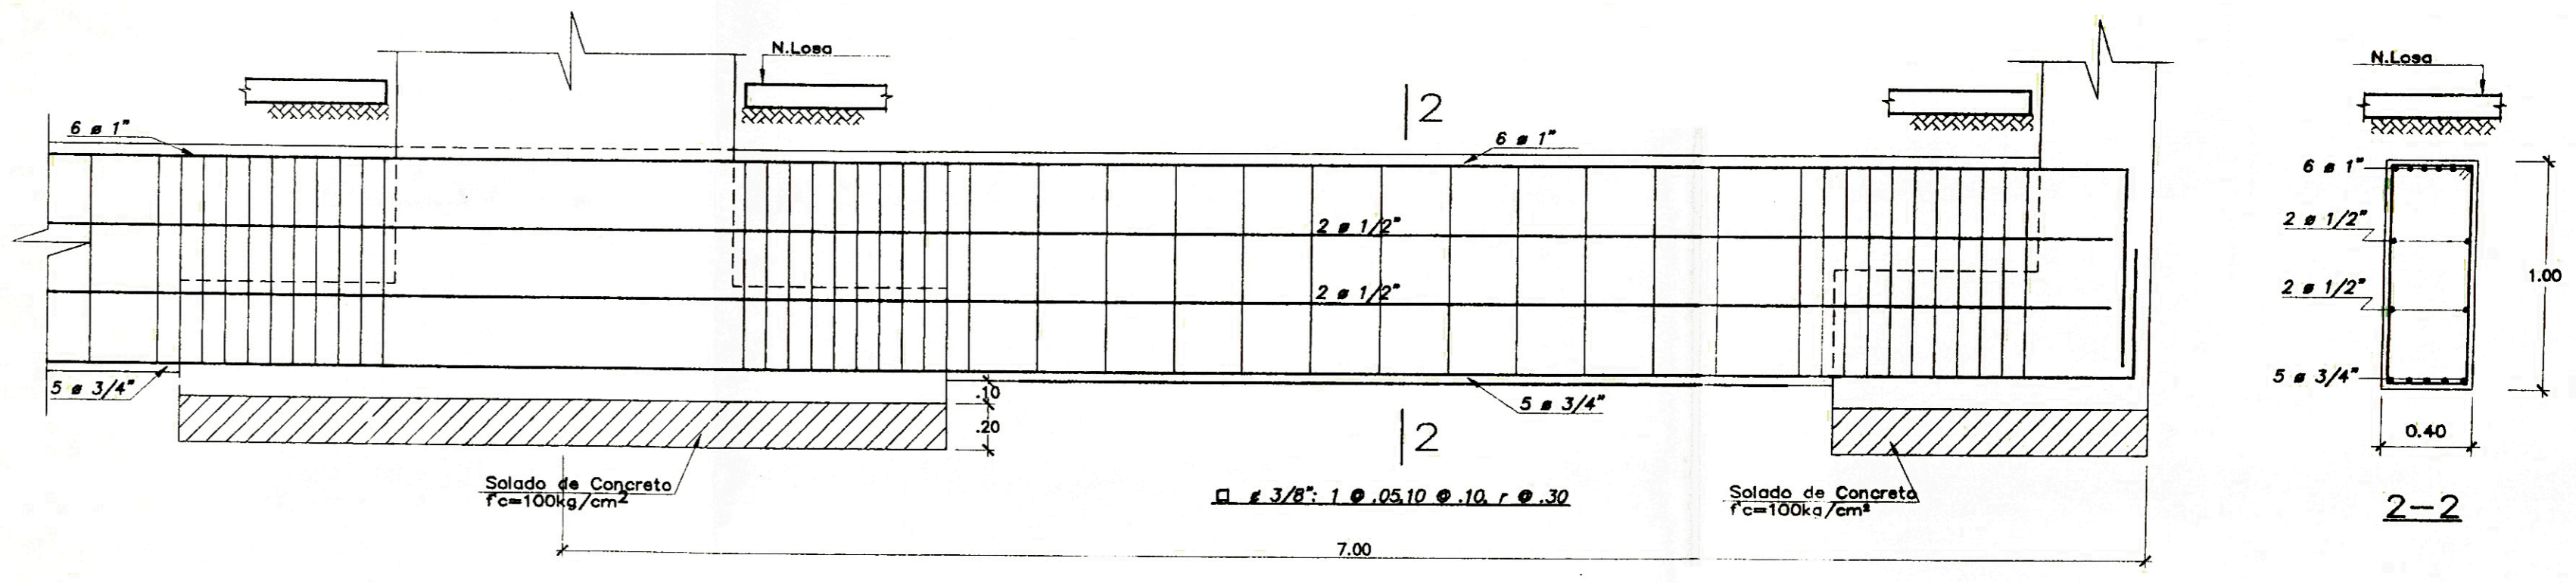 N.Losa
N.Losa
2
6 ø 1"
6 ø 1"
6 ø 1"
2 ø 1/2"
2 ø 1/2"
2 ø 1/2"
2 ø 1/2"
1.00
5 ø 3/4"
5 ø 3/4"
5 ø 3/4"
.10
.20
2
0.40
Solado de Concreto
f'c=100kg/cm²
ø 3/8": 1 @ .05,10 @ .10, r @ .30
Solado de Concreto
f'c=100kg/cm²
2-2
7.00